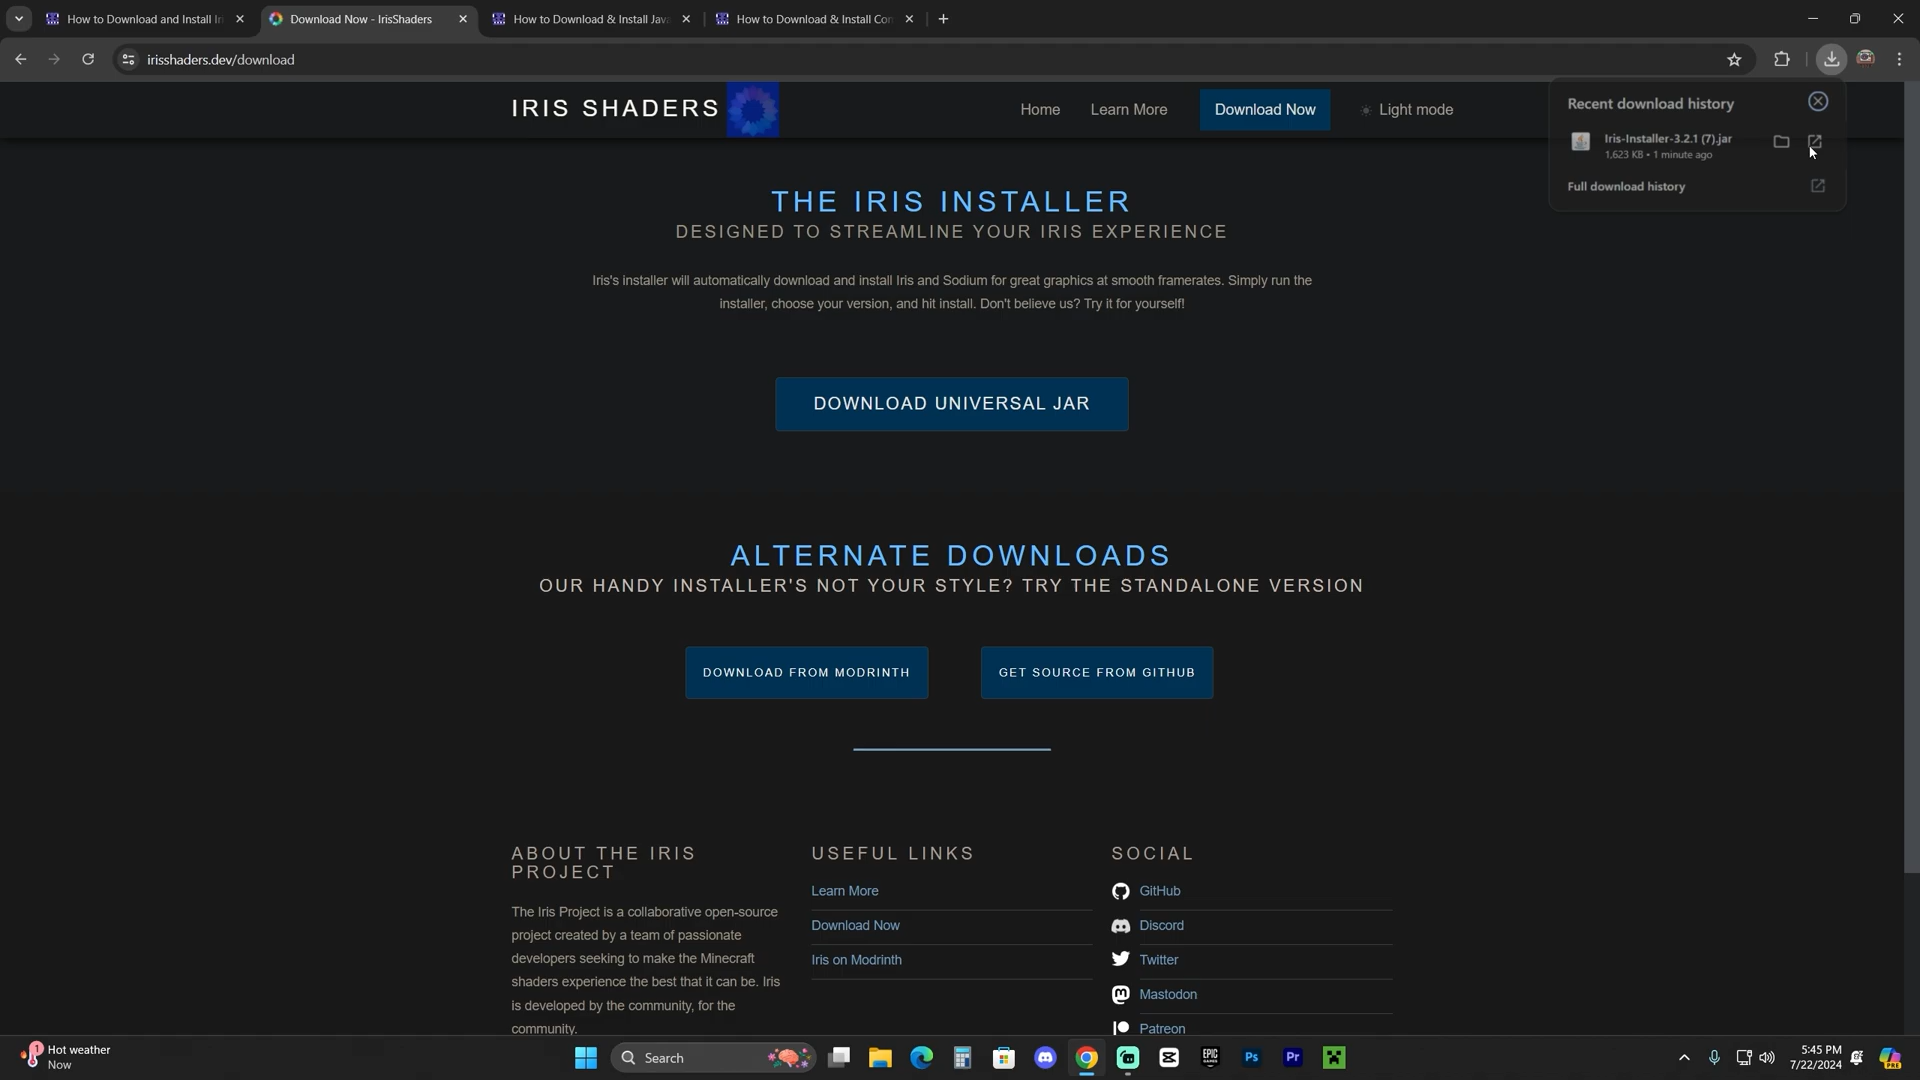 How to Download and Install Iri
Download Now - IrisShaders
How to Download & Install Java
How to Download & Install Con
irisshaders.dev/download
IRIS SHADERS
Home
Learn More
Download Now
Light mode
Recent download history
Iris-Installer-3.2.1 (7).jar
1,623 KB • 1 minute ago
Full download history
THE IRIS INSTALLER
DESIGNED TO STREAMLINE YOUR IRIS EXPERIENCE
Iris's installer will automatically download and install Iris and Sodium for great graphics at smooth framerates. Simply run the
installer, choose your version, and hit install. Don't believe us? Try it for yourself!
DOWNLOAD UNIVERSAL JAR
ALTERNATE DOWNLOADS
OUR HANDY INSTALLER'S NOT YOUR STYLE? TRY THE STANDALONE VERSION
DOWNLOAD FROM MODRINTH
GET SOURCE FROM GITHUB
ABOUT THE IRIS
PROJECT
The Iris Project is a collaborative open-source
project created by a team of passionate
developers seeking to make the Minecraft
shaders experience the best that it can be. Iris
is developed by the community, for the
community.
USEFUL LINKS
Learn More
Download Now
Iris on Modrinth
SOCIAL
GitHub
Discord
Twitter
Mastodon
Patreon
1
Hot weather
Now
Search
EPIC
GAMES
Ps
Pr
5:45 PM
7/22/2024
PRE